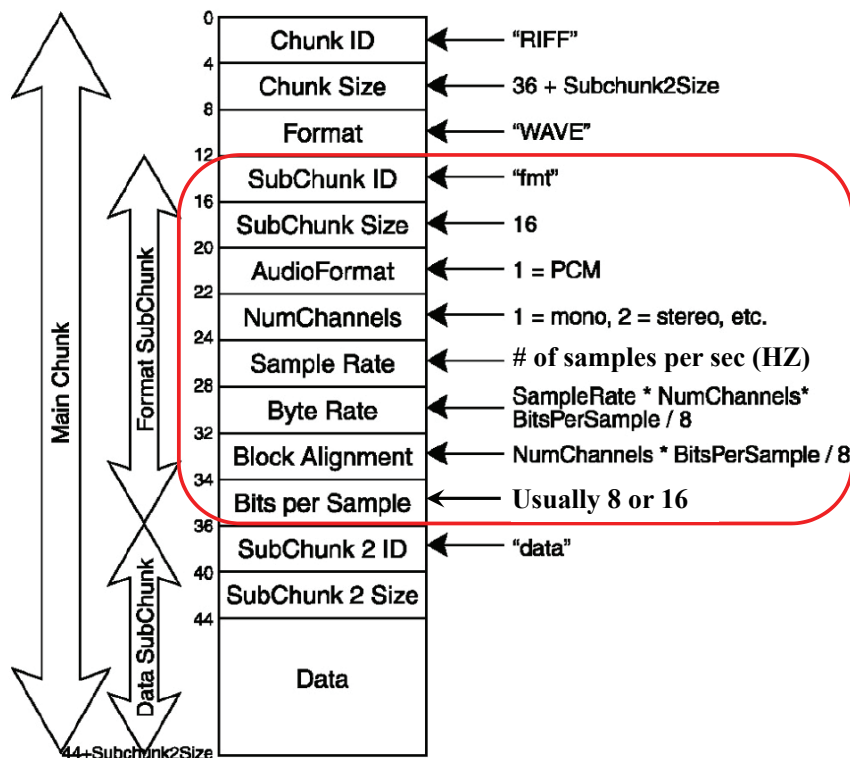 0
Chunk ID
"RIFF"
4
Chunk Size
36 + Subchunk2Size
8
Format
"WAVE"
12
SubChunk ID
"fmt"
16
SubChunk Size
16
20
AudioFormat
1 = PCM
22
NumChannels
1 = mono, 2 = stereo, etc.
24
Sample Rate
# of samples per sec (HZ)
28
Byte Rate
SampleRate * NumChannels*
BitsPerSample / 8
32
Block Alignment
NumChannels * BitsPerSample / 8
34
Bits per Sample
Usually 8 or 16
36
SubChunk 2 ID
"data"
40
SubChunk 2 Size
44
Data
44+Subchunk2Size
Main Chunk
Format SubChunk
Data SubChunk